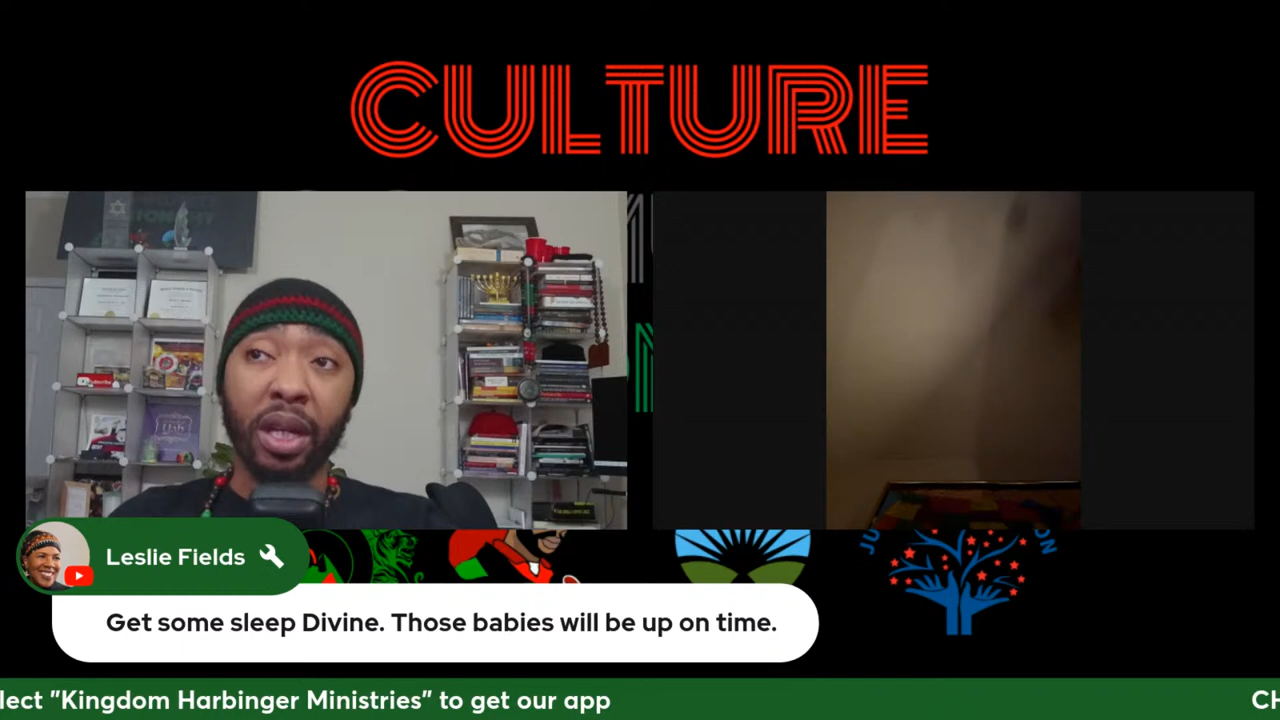 CULTURE
Leslie Fields
Get some sleep Divine. Those babies will be up on time.
lect "Kingdom Harbinger Ministries" to get our app
CH